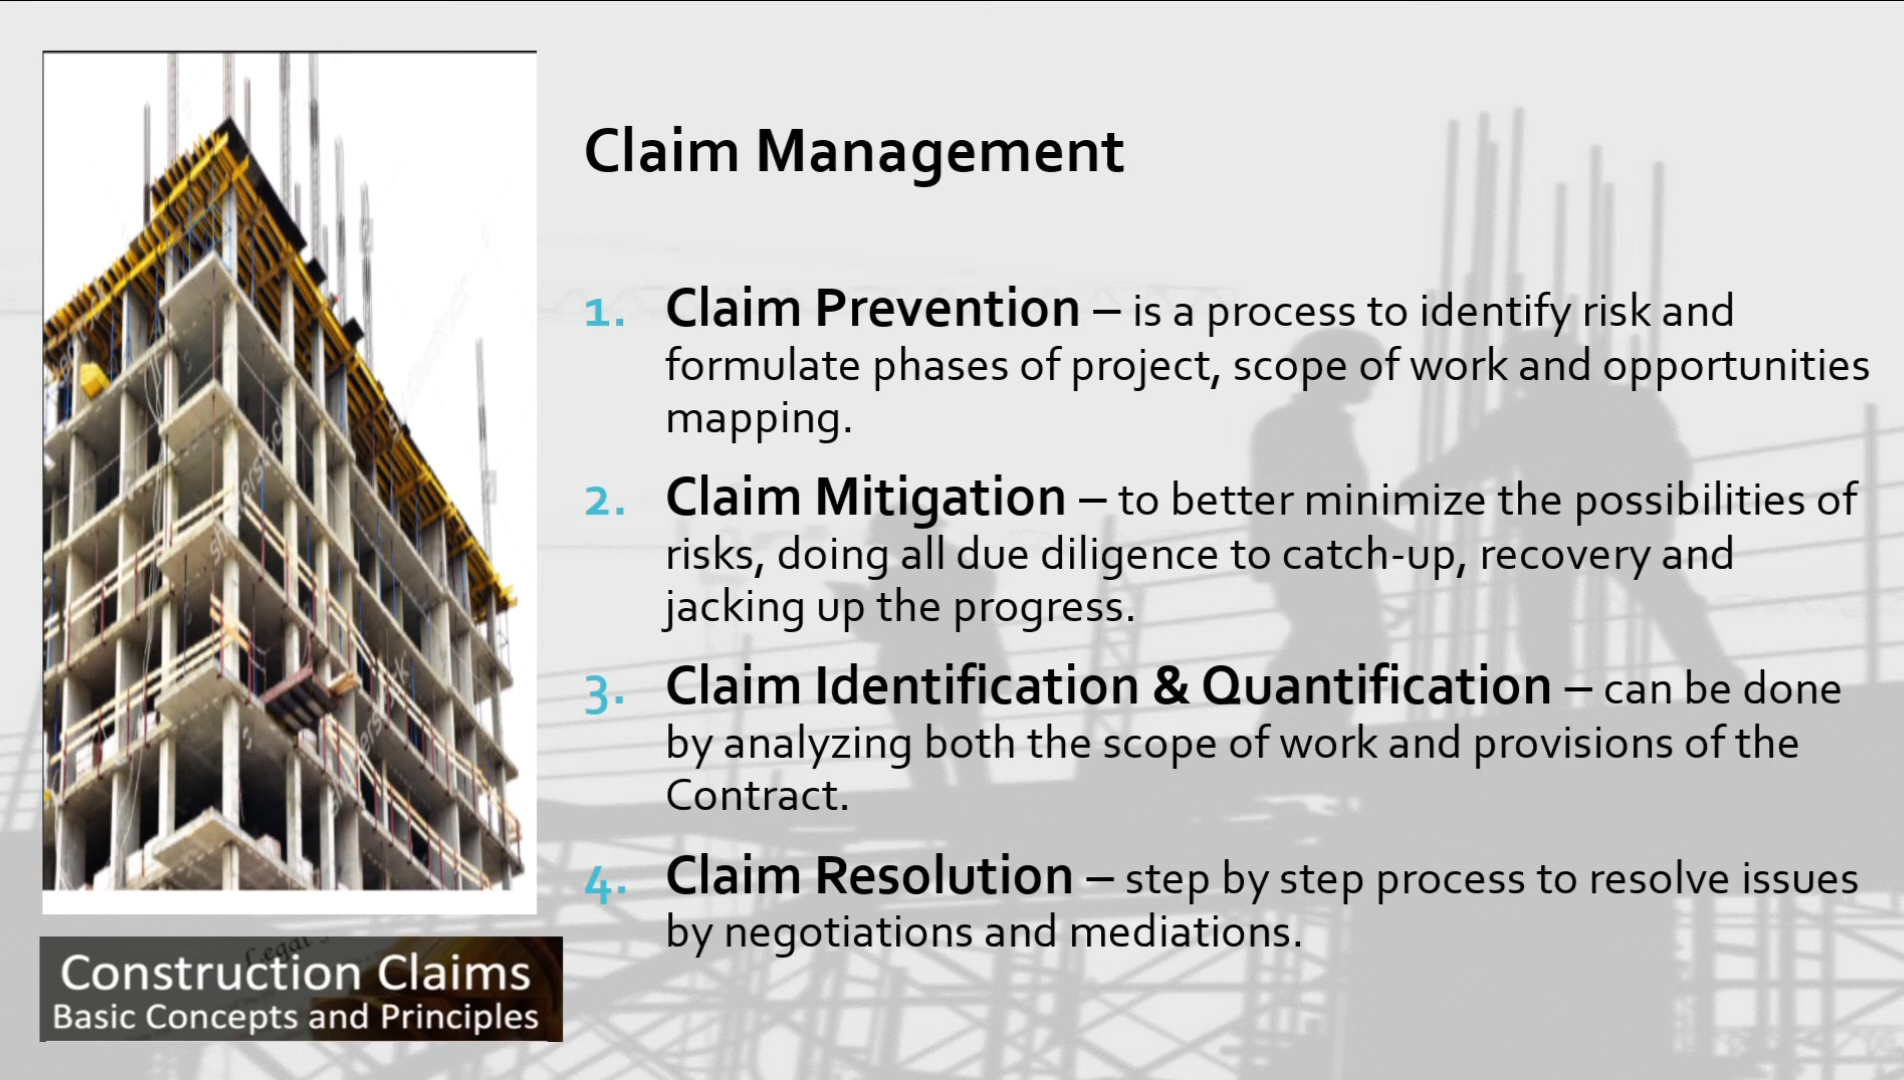 Claim Management
1. Claim Prevention – is a process to identify risk and
formulate phases of project, scope of work and opportunities
mapping.
2. Claim Mitigation – to better minimize the possibilities of
risks, doing all due diligence to catch-up, recovery and
jacking up the progress.
3. Claim Identification & Quantification – can be done
by analyzing both the scope of work and provisions of the
Contract.
4. Claim Resolution – step by step process to resolve issues
by negotiations and mediations.
Legal
Construction Claims
Basic Concepts and Principles